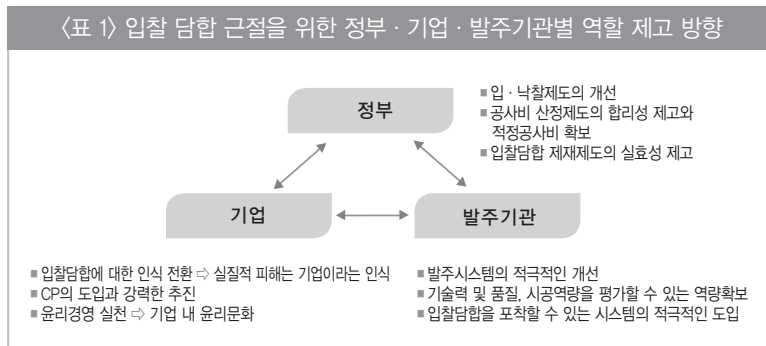 〈표 1〉 입찰 담합 근절을 위한 정부 · 기업 · 발주기관별 역할 제고 방향
정부
■ 입 · 낙찰제도의 개선
■ 공사비 산정제도의 합리성 제고와
적정공사비 확보
■ 입찰담합 제재제도의 실효성 제고
기업
발주기관
■ 입찰담합에 대한 인식 전환 ⇨ 실질적 피해는 기업이라는 인식
■ CP의 도입과 강력한 추진
■ 윤리경영 실천 ⇨ 기업 내 윤리문화
■ 발주시스템의 적극적인 개선
■ 기술력 및 품질, 시공역량을 평가할 수 있는 역량확보
■ 입찰담합을 포착할 수 있는 시스템의 적극적인 도입